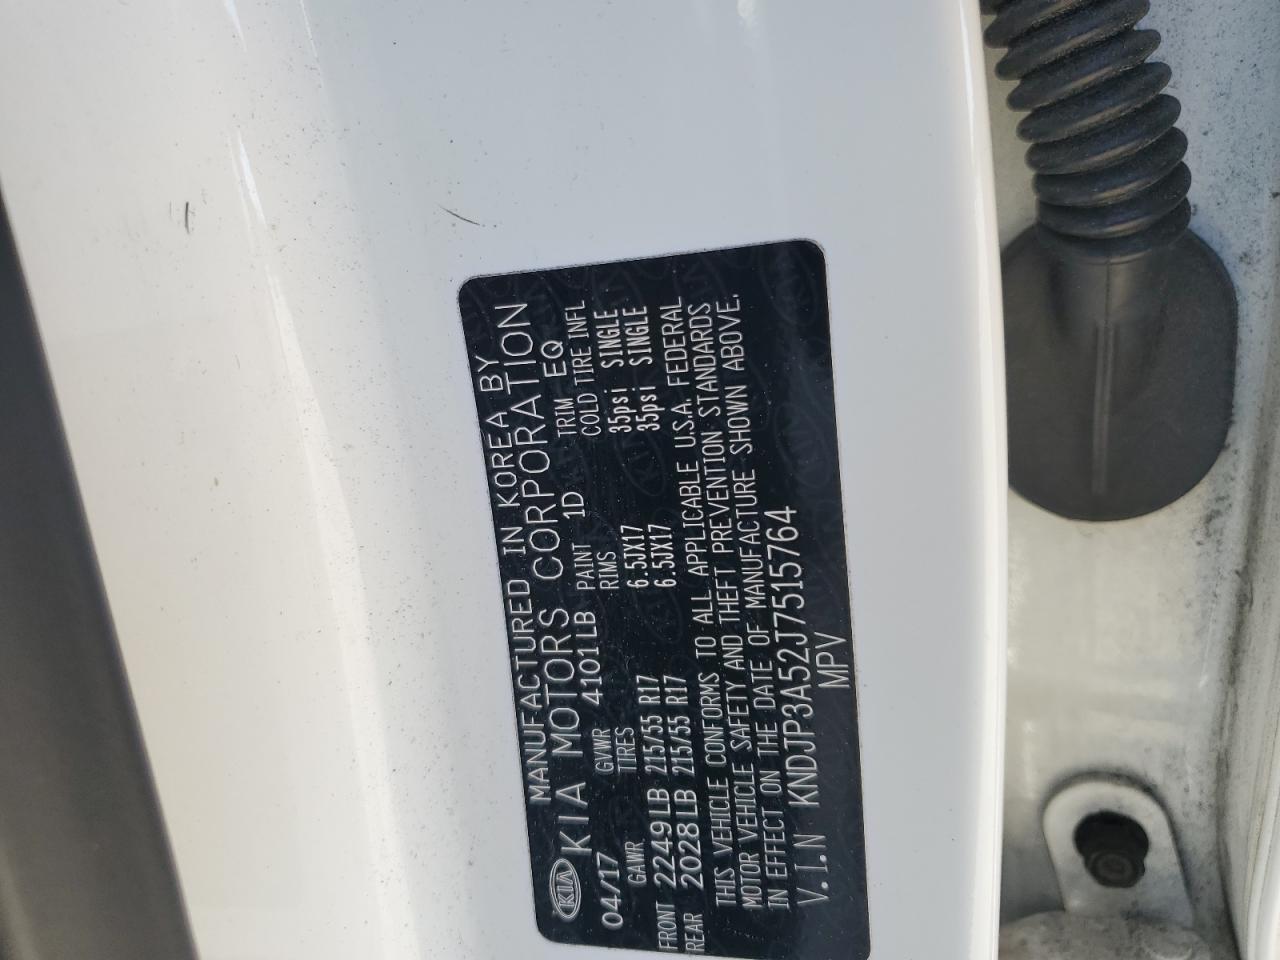 MANUFACTURED IN KOREA BY
KIA KIA MOTORS CORPORATION
04/17 GVWR 4101LB PAINT 1D TRIM EQ
GAWR TIRES RIMS COLD TIRE INFL
FRONT 2249LB 215/55 R17 6.5JX17 35psi SINGLE
REAR 2028LB 215/55 R17 6.5JX17 35psi SINGLE
THIS VEHICLE CONFORMS TO ALL APPLICABLE U.S.A. FEDERAL
MOTOR VEHICLE SAFETY AND THEFT PREVENTION STANDARDS
IN EFFECT ON THE DATE OF MANUFACTURE SHOWN ABOVE.
V.I.N KNDJP3A52J7515764
MPV